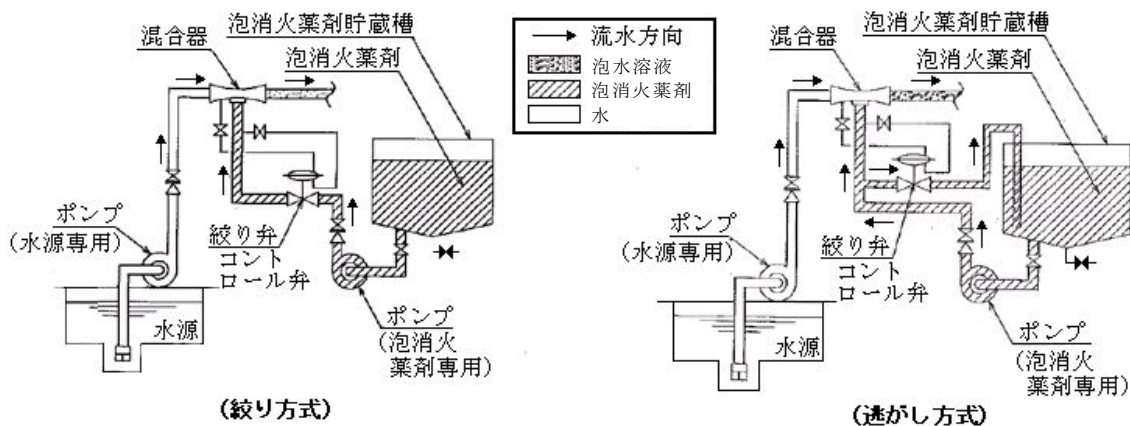 混合器
泡消火薬剤貯蔵槽
泡消火薬剤
ポンプ
(水源専用)
絞り弁
コント
ロール弁
水源
ポンプ
(泡消火
薬剤専用)
(絞り方式)
流水方向
泡水溶液
泡消火薬剤
水
泡消火薬剤貯蔵槽
混合器
泡消火薬剤
ポンプ
(水源専用)
絞り弁
コント
ロール弁
水源
ポンプ
(泡消火
薬剤専用)
(逃がし方式)